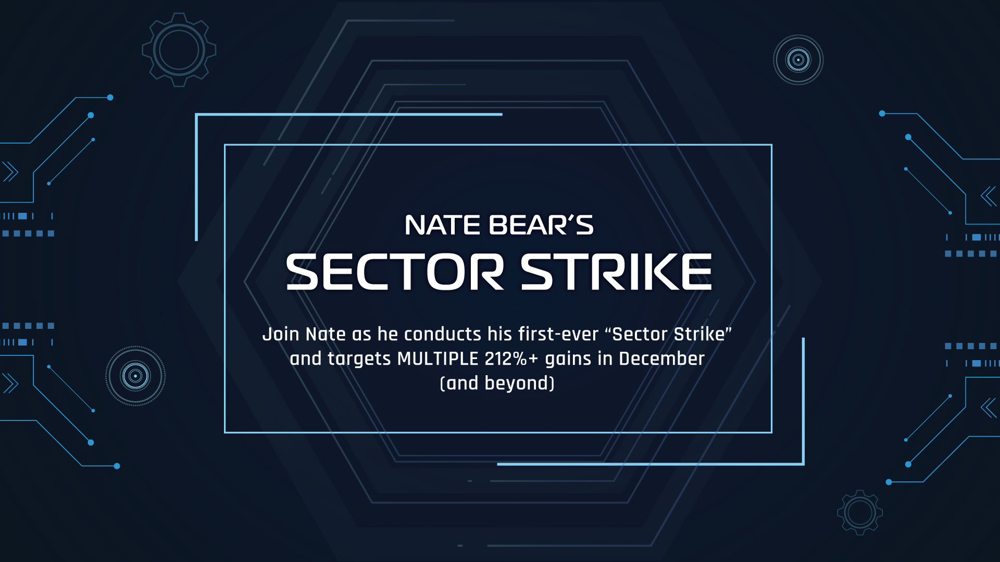 NATE BEAR'S
SECTOR STRIKE
Join Nate as he conducts his first-ever “Sector Strike”
and targets MULTIPLE 212%+ gains in December
(and beyond)